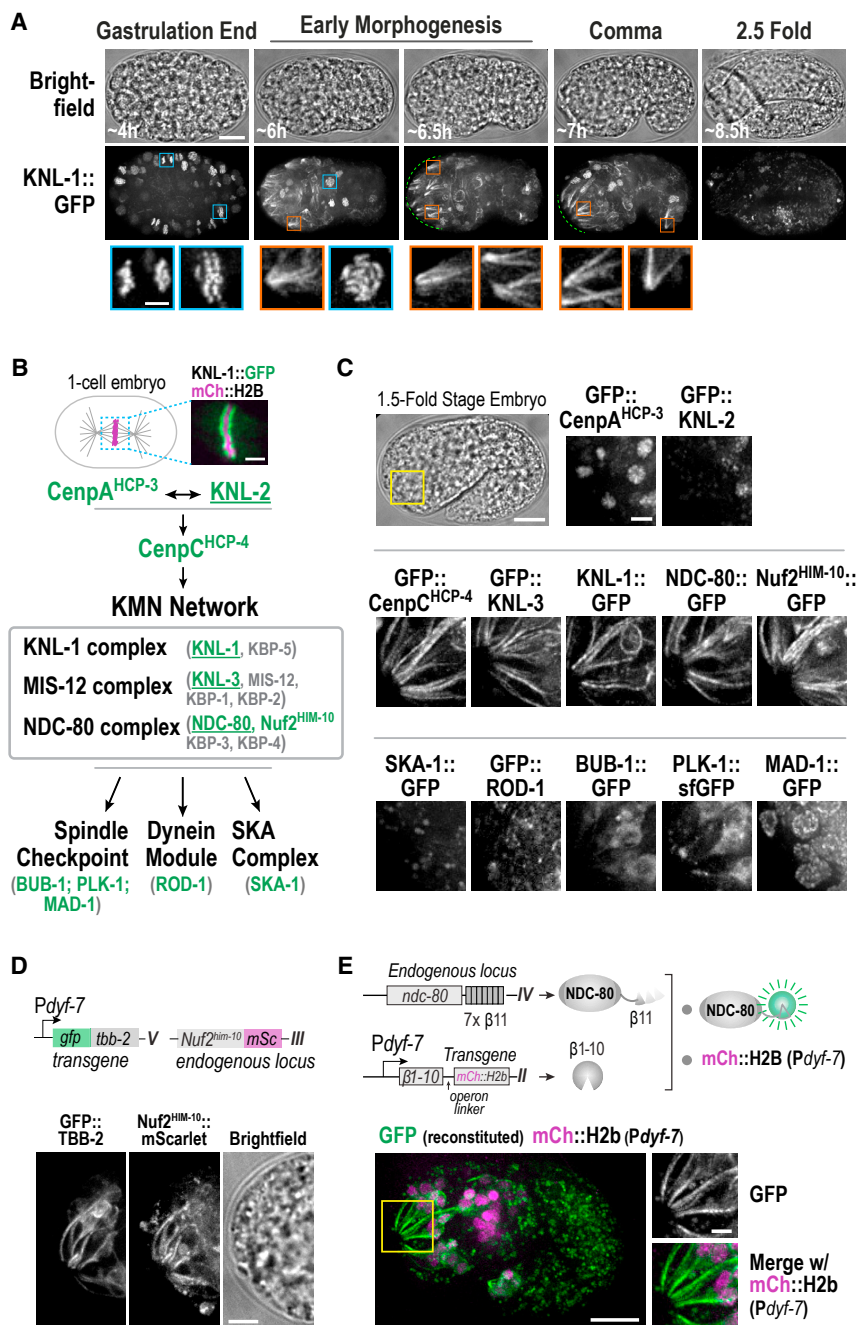 A
Gastrulation End
Early Morphogenesis
Comma
2.5 Fold
Bright-
field
~4h
~6h
~6.5h
~7h
~8.5h
KNL-1::
GFP
B
1-cell embryo
KNL-1::GFP
mCh::H2B
CenpA^HCP-3 ↔ KNL-2
CenpC^HCP-4
KMN Network
KNL-1 complex (KNL-1, KBP-5)
MIS-12 complex (KNL-3, MIS-12,
KBP-1, KBP-2)
NDC-80 complex (NDC-80, Nuf2^HIM-10
KBP-3, KBP-4)
Spindle
Checkpoint
(BUB-1; PLK-1;
MAD-1)
Dynein
Module
(ROD-1)
SKA
Complex
(SKA-1)
C
1.5-Fold Stage Embryo
GFP::
CenpA^HCP-3
GFP::
KNL-2
GFP::
CenpC^HCP-4
GFP::
KNL-3
KNL-1::
GFP
NDC-80::
GFP
Nuf2^HIM-10::
GFP
SKA-1::
GFP
GFP::
ROD-1
BUB-1::
GFP
PLK-1::
sfGFP
MAD-1::
GFP
D
Pdyf-7
gfp tbb-2 V
transgene
Nuf2^him-10 mSc III
endogenous locus
GFP::
TBB-2
Nuf2^HIM-10::
mScarlet
Brightfield
E
Endogenous locus
ndc-80 IV
7x β11
NDC-80
β11
NDC-80
Pdyf-7
Transgene
β1-10 mCh::H2b II
operon
linker
β1-10
mCh::H2B (Pdyf-7)
GFP (reconstituted) mCh::H2b (Pdyf-7)
GFP
Merge w/
mCh::H2b
(Pdyf-7)